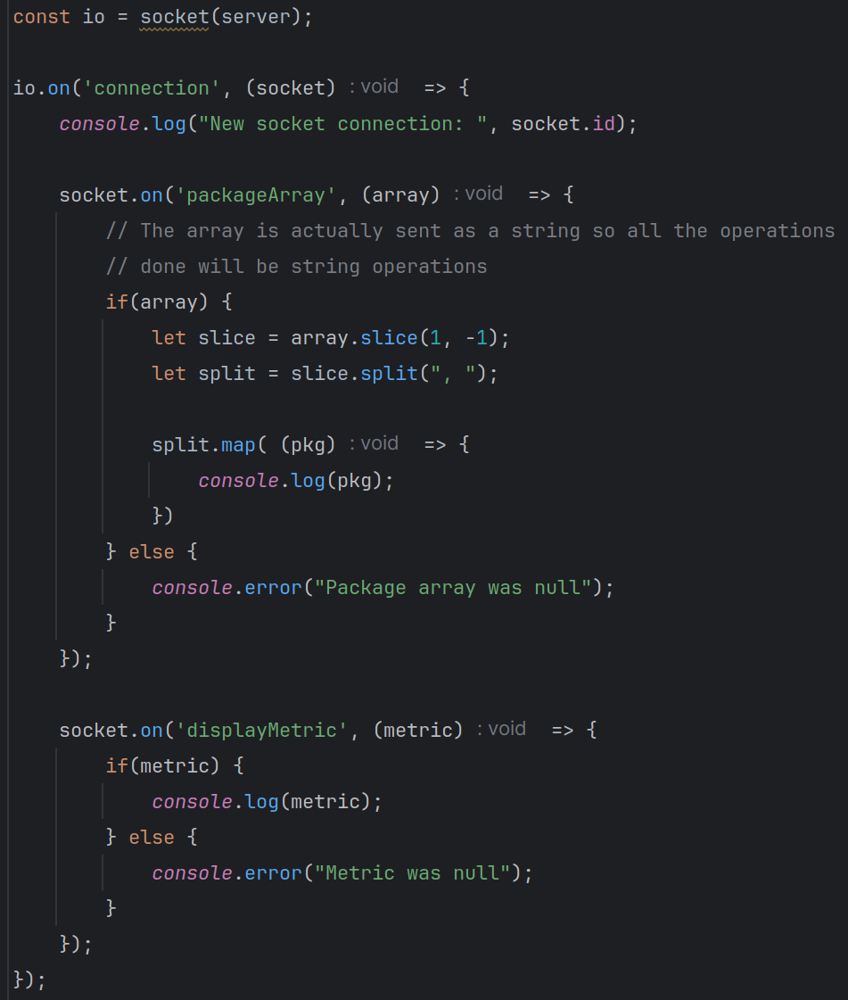 const io = socket(server);
io.on('connection', (socket) : void => {
console.log("New socket connection: ", socket.id);
socket.on('packageArray', (array) : void => {
// The array is actually sent as a string so all the operations
// done will be string operations
if(array) {
let slice = array.slice(1, -1);
let split = slice.split(", ");
split.map( (pkg) : void => {
console.log(pkg);
})
} else {
console.error("Package array was null");
}
});
socket.on('displayMetric', (metric) : void => {
if(metric) {
console.log(metric);
} else {
console.error("Metric was null");
}
});
});